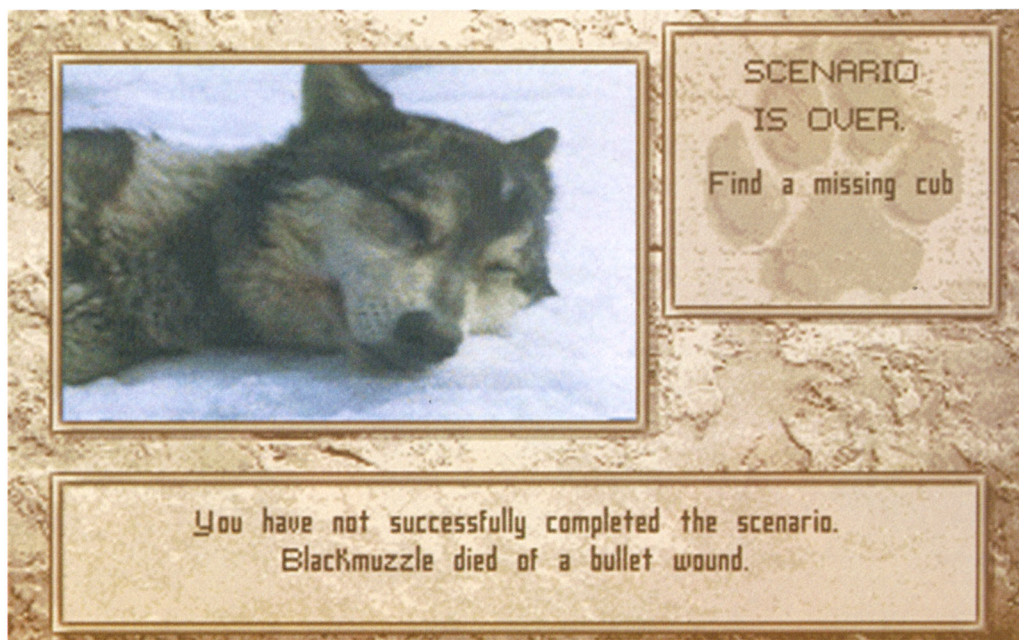 SCENARIO
IS OVER.
Find a missing cub
You have not successfully completed the scenario.
Blackmuzzle died of a bullet wound.